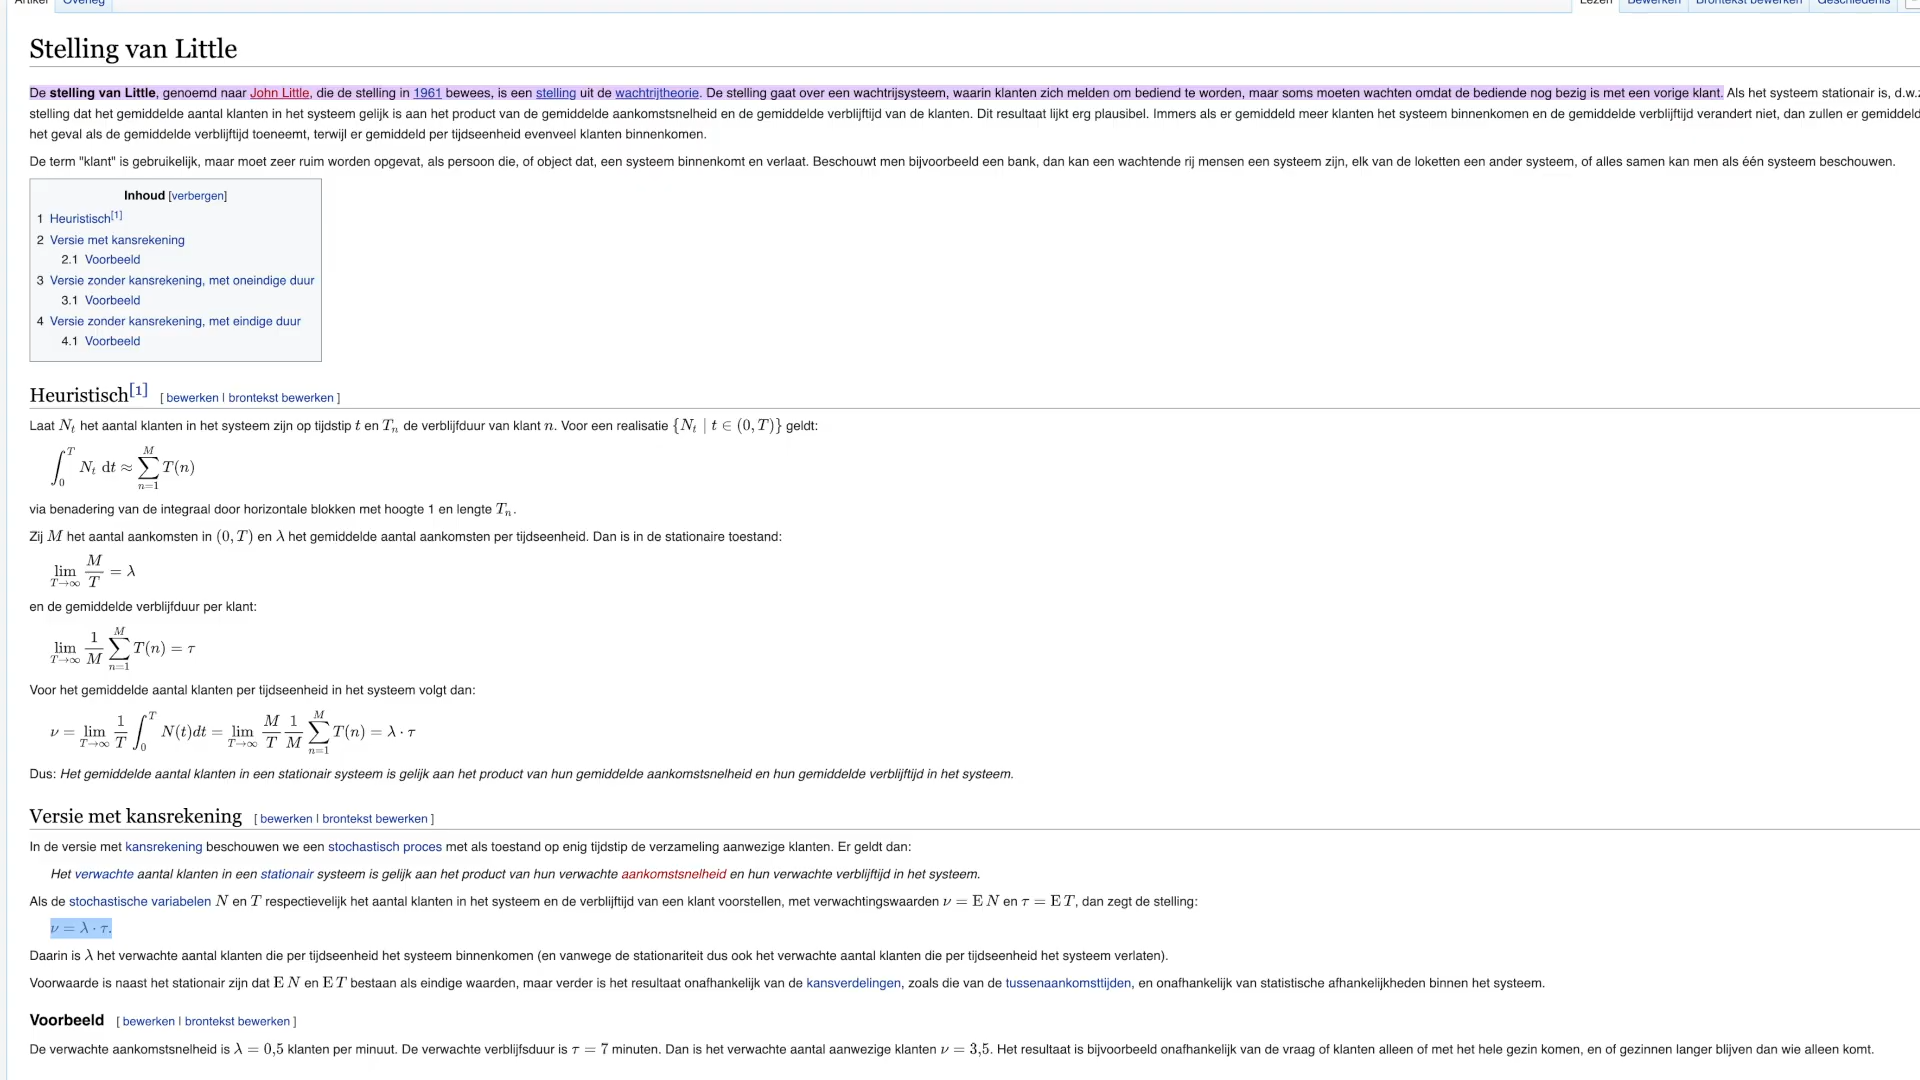 Artikel Overleg Lezen Bewerken Brontekst bewerken Geschiedenis
Stelling van Little
De stelling van Little, genoemd naar John Little, die de stelling in 1961 bewees, is een stelling uit de wachtrijtheorie. De stelling gaat over een wachtrijsysteem, waarin klanten zich melden om bediend te worden, maar soms moeten wachten omdat de bediende nog bezig is met een vorige klant. Als het systeem stationair is, d.w.z
stelling dat het gemiddelde aantal klanten in het systeem gelijk is aan het product van de gemiddelde aankomstsnelheid en de gemiddelde verblijftijd van de klanten. Dit resultaat lijkt erg plausibel. Immers als er gemiddeld meer klanten het systeem binnenkomen en de gemiddelde verblijftijd verandert niet, dan zullen er gemiddeld
het geval als de gemiddelde verblijftijd toeneemt, terwijl er gemiddeld per tijdseenheid evenveel klanten binnenkomen.
De term "klant" is gebruikelijk, maar moet zeer ruim worden opgevat, als persoon die, of object dat, een systeem binnenkomt en verlaat. Beschouwt men bijvoorbeeld een bank, dan kan een wachtende rij mensen een systeem zijn, elk van de loketten een ander systeem, of alles samen kan men als één systeem beschouwen.
Inhoud [verbergen]
1 Heuristisch[1]
2 Versie met kansrekening
2.1 Voorbeeld
3 Versie zonder kansrekening, met oneindige duur
3.1 Voorbeeld
4 Versie zonder kansrekening, met eindige duur
4.1 Voorbeeld
Heuristisch[1] [ bewerken | brontekst bewerken ]
Laat N_t het aantal klanten in het systeem zijn op tijdstip t en T_n de verblijfduur van klant n. Voor een realisatie {N_t | t ∈ (0, T)} geldt:
∫_0^T N_t dt ≈ ∑_{n=1}^M T(n)
via benadering van de integraal door horizontale blokken met hoogte 1 en lengte T_n.
Zij M het aantal aankomsten in (0, T) en λ het gemiddelde aantal aankomsten per tijdseenheid. Dan is in de stationaire toestand:
lim_{T→∞} M/T = λ
en de gemiddelde verblijfduur per klant:
lim_{T→∞} 1/M ∑_{n=1}^M T(n) = τ
Voor het gemiddelde aantal klanten per tijdseenheid in het systeem volgt dan:
ν = lim_{T→∞} 1/T ∫_0^T N(t)dt = lim_{T→∞} M/T 1/M ∑_{n=1}^M T(n) = λ · τ
Dus: Het gemiddelde aantal klanten in een stationair systeem is gelijk aan het product van hun gemiddelde aankomstsnelheid en hun gemiddelde verblijftijd in het systeem.
Versie met kansrekening [ bewerken | brontekst bewerken ]
In de versie met kansrekening beschouwen we een stochastisch proces met als toestand op enig tijdstip de verzameling aanwezige klanten. Er geldt dan:
Het verwachte aantal klanten in een stationair systeem is gelijk aan het product van hun verwachte aankomstsnelheid en hun verwachte verblijftijd in het systeem.
Als de stochastische variabelen N en T respectievelijk het aantal klanten in het systeem en de verblijftijd van een klant voorstellen, met verwachtingswaarden ν = E N en τ = E T, dan zegt de stelling:
ν = λ · τ.
Daarin is λ het verwachte aantal klanten die per tijdseenheid het systeem binnenkomen (en vanwege de stationariteit dus ook het verwachte aantal klanten die per tijdseenheid het systeem verlaten).
Voorwaarde is naast het stationair zijn dat E N en E T bestaan als eindige waarden, maar verder is het resultaat onafhankelijk van de kansverdelingen, zoals die van de tussenaankomsttijden, en onafhankelijk van statistische afhankelijkheden binnen het systeem.
Voorbeeld [ bewerken | brontekst bewerken ]
De verwachte aankomstsnelheid is λ = 0,5 klanten per minuut. De verwachte verblijfsduur is τ = 7 minuten. Dan is het verwachte aantal aanwezige klanten ν = 3,5. Het resultaat is bijvoorbeeld onafhankelijk van de vraag of klanten alleen of met het hele gezin komen, en of gezinnen langer blijven dan wie alleen komt.